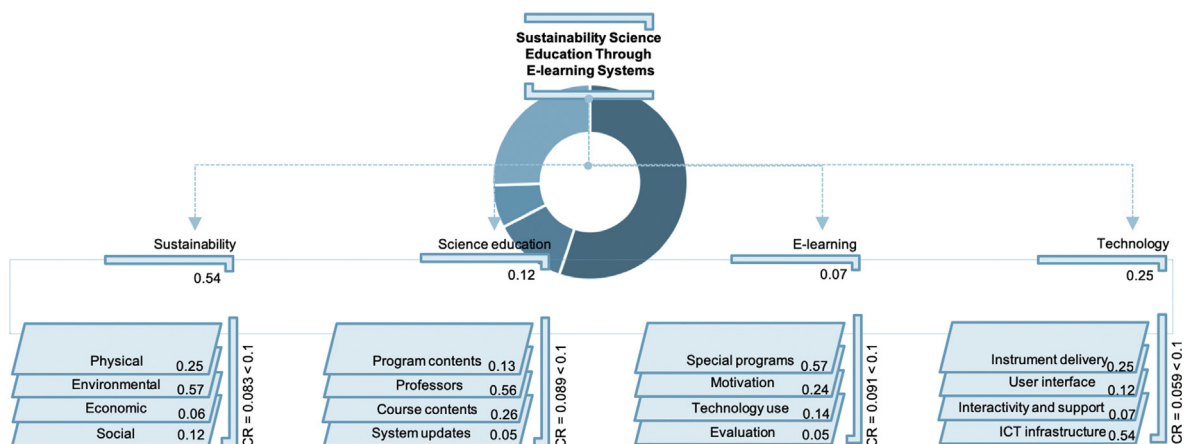 Sustainability Science
Education Through
E-learning Systems
Sustainability
0.54
Science education
0.12
E-learning
0.07
Technology
0.25
Physical 0.25
Environmental 0.57
Economic 0.06
Social 0.12
CR = 0.083 < 0.1
Program contents 0.13
Professors 0.56
Course contents 0.26
System updates 0.05
CR = 0.089 < 0.1
Special programs 0.57
Motivation 0.24
Technology use 0.14
Evaluation 0.05
CR = 0.091 < 0.1
Instrument delivery 0.25
User interface 0.12
Interactivity and support 0.07
ICT infrastructure 0.54
CR = 0.059 < 0.1